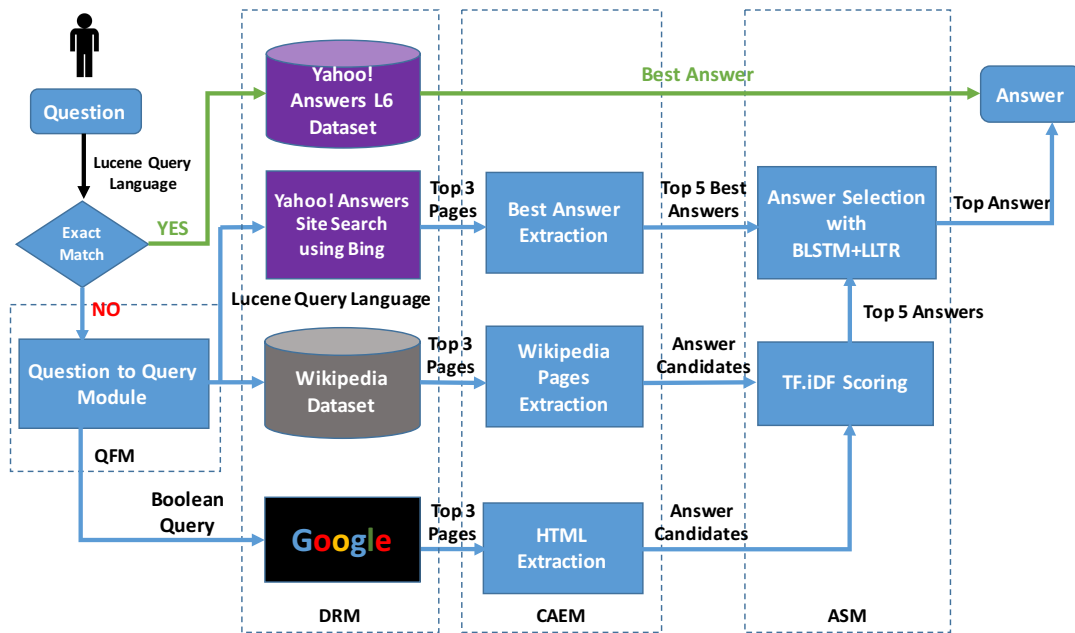 Question
Lucene Query
Language
Exact
Match
YES
NO
Question to Query
Module
QFM
Boolean
Query
Yahoo!
Answers L6
Dataset
Yahoo! Answers
Site Search
using Bing
Lucene Query Language
Wikipedia
Dataset
Google
DRM
Best Answer
Top 3
Pages
Best Answer
Extraction
Top 3
Pages
Wikipedia
Pages
Extraction
Top 3
Pages
HTML
Extraction
CAEM
Top 5 Best
Answers
Answer
Candidates
Answer
Candidates
Answer Selection
with
BLSTM+LLTR
Top 5 Answers
TF.iDF Scoring
ASM
Top Answer
Answer